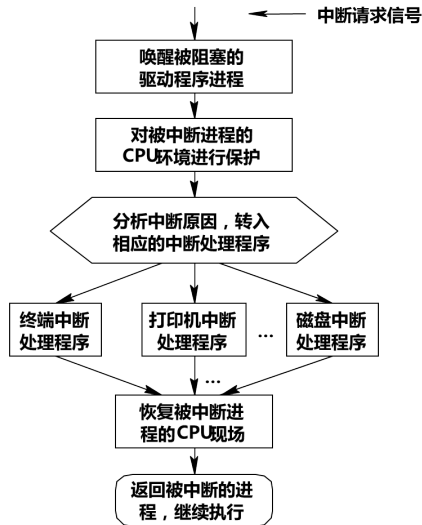 中断请求信号
唤醒被阻塞的
驱动程序进程
对被中断进程的
CPU环境进行保护
分析中断原因，转入
相应的中断处理程序
终端中断
处理程序
打印机中断
处理程序
...
磁盘中断
处理程序
...
恢复被中断进
程的CPU现场
返回被中断的进
程，继续执行